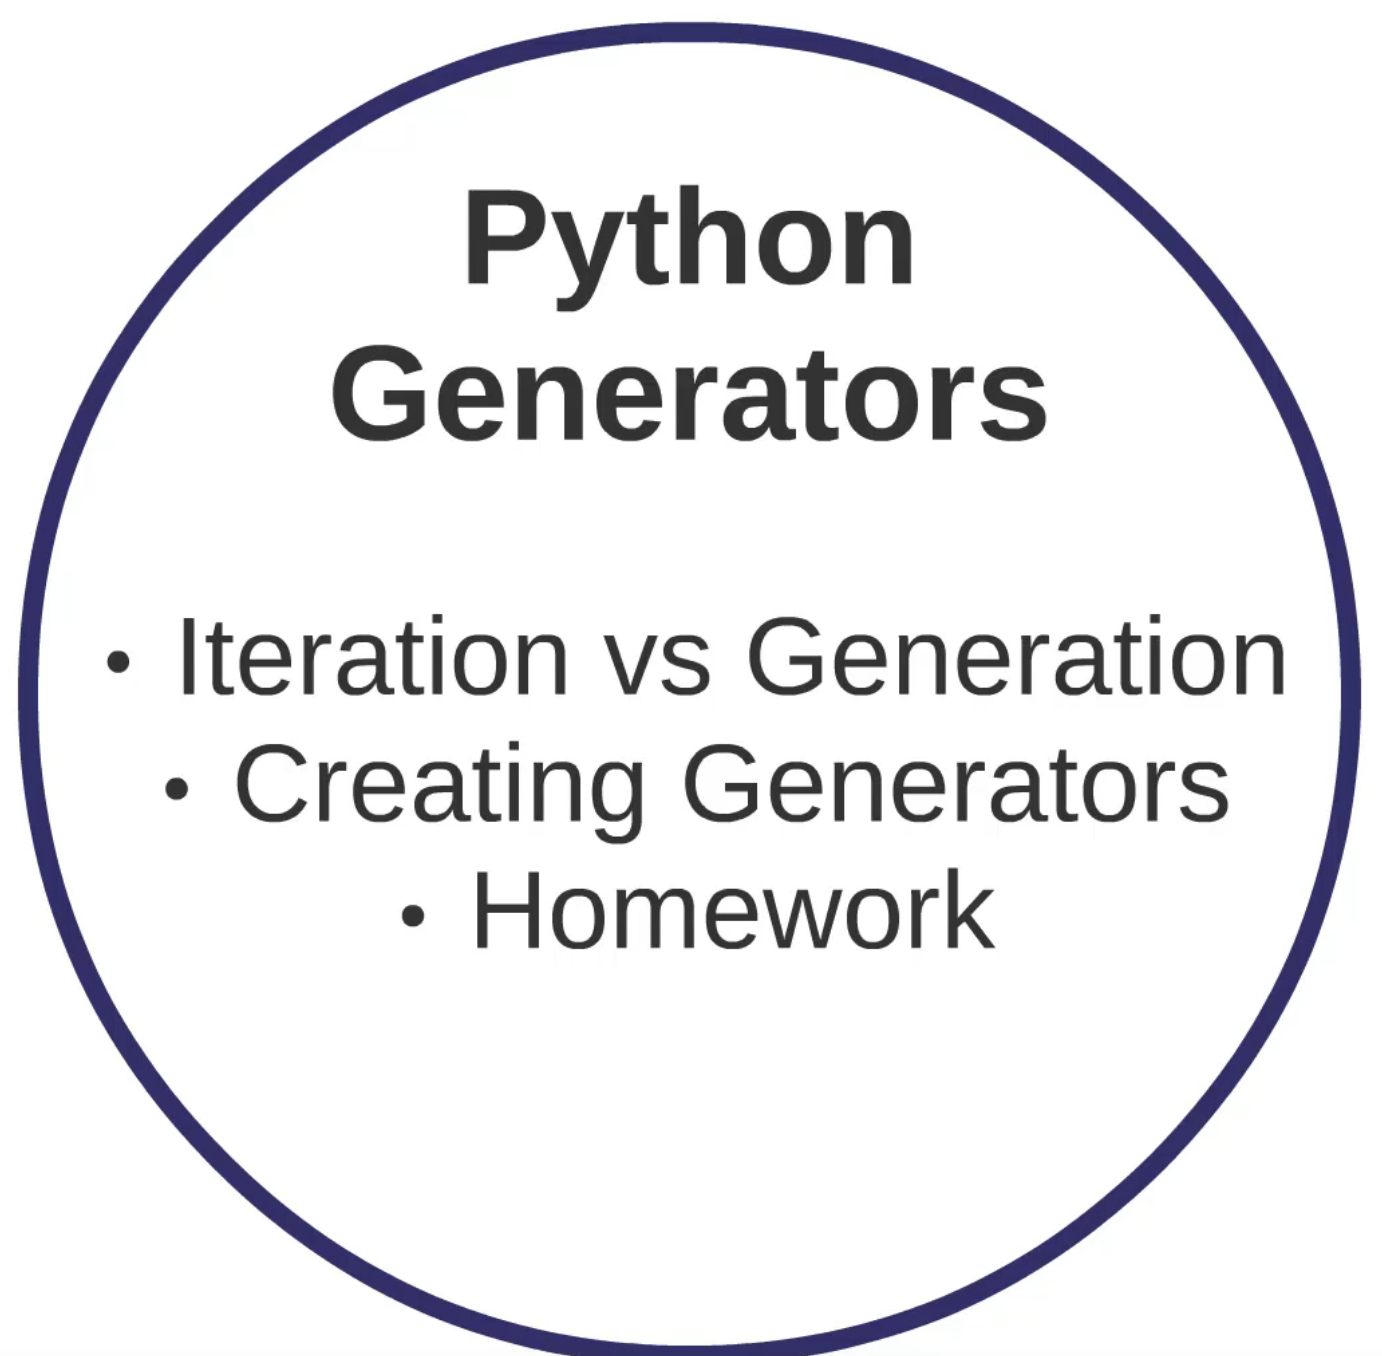 Python
Generators
• Iteration vs Generation
• Creating Generators
• Homework